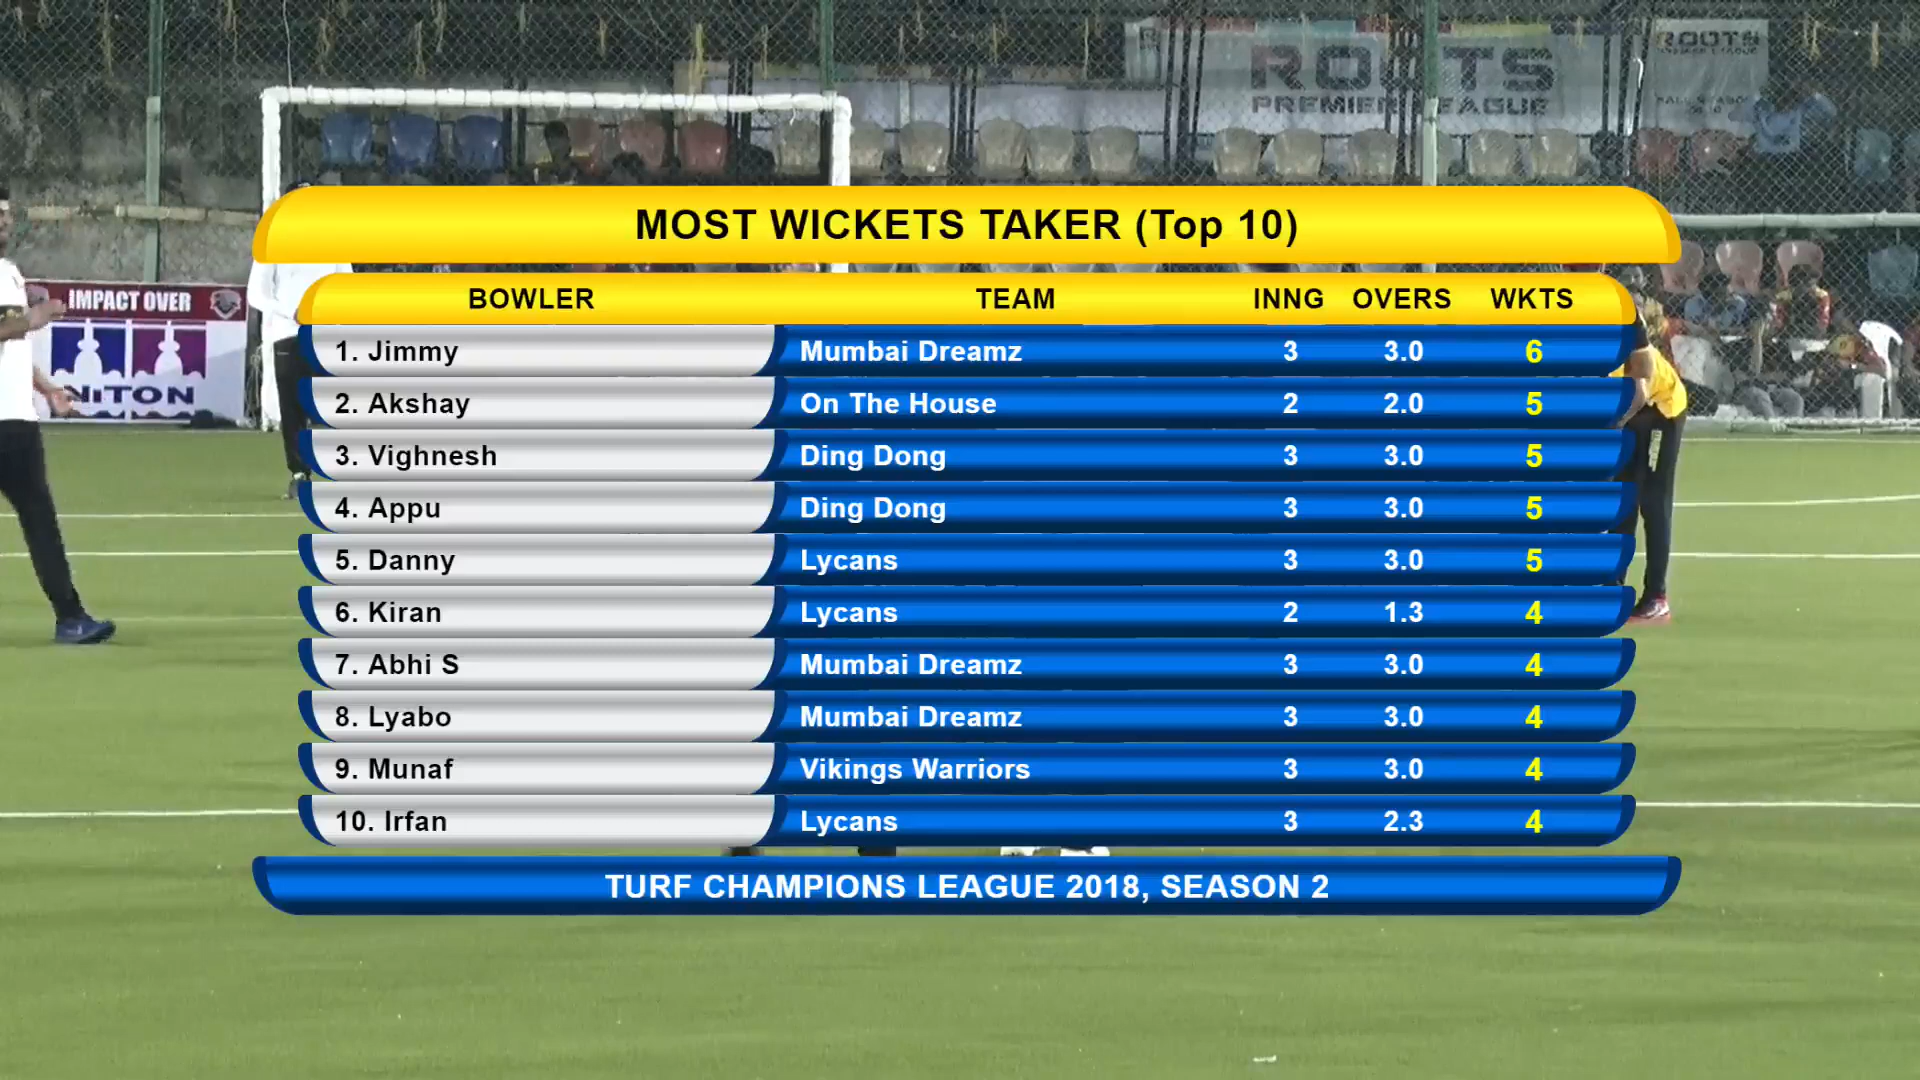 ROOTS
PREMIER LEAGUE
ROOTS
IMPACT OVER
NITON
MOST WICKETS TAKER (Top 10)
BOWLER TEAM INNG OVERS WKTS
1. Jimmy Mumbai Dreamz 3 3.0 6
2. Akshay On The House 2 2.0 5
3. Vighnesh Ding Dong 3 3.0 5
4. Appu Ding Dong 3 3.0 5
5. Danny Lycans 3 3.0 5
6. Kiran Lycans 2 1.3 4
7. Abhi S Mumbai Dreamz 3 3.0 4
8. Lyabo Mumbai Dreamz 3 3.0 4
9. Munaf Vikings Warriors 3 3.0 4
10. Irfan Lycans 3 2.3 4
TURF CHAMPIONS LEAGUE 2018, SEASON 2